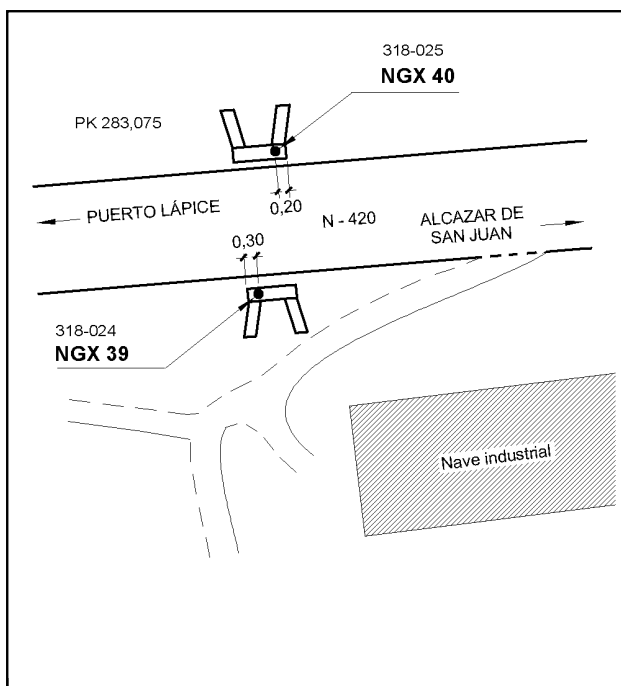 318-025
NGX 40
PK 283,075
PUERTO LÁPICE
0,20
N - 420
ALCAZAR DE
SAN JUAN
0,30
318-024
NGX 39
Nave industrial